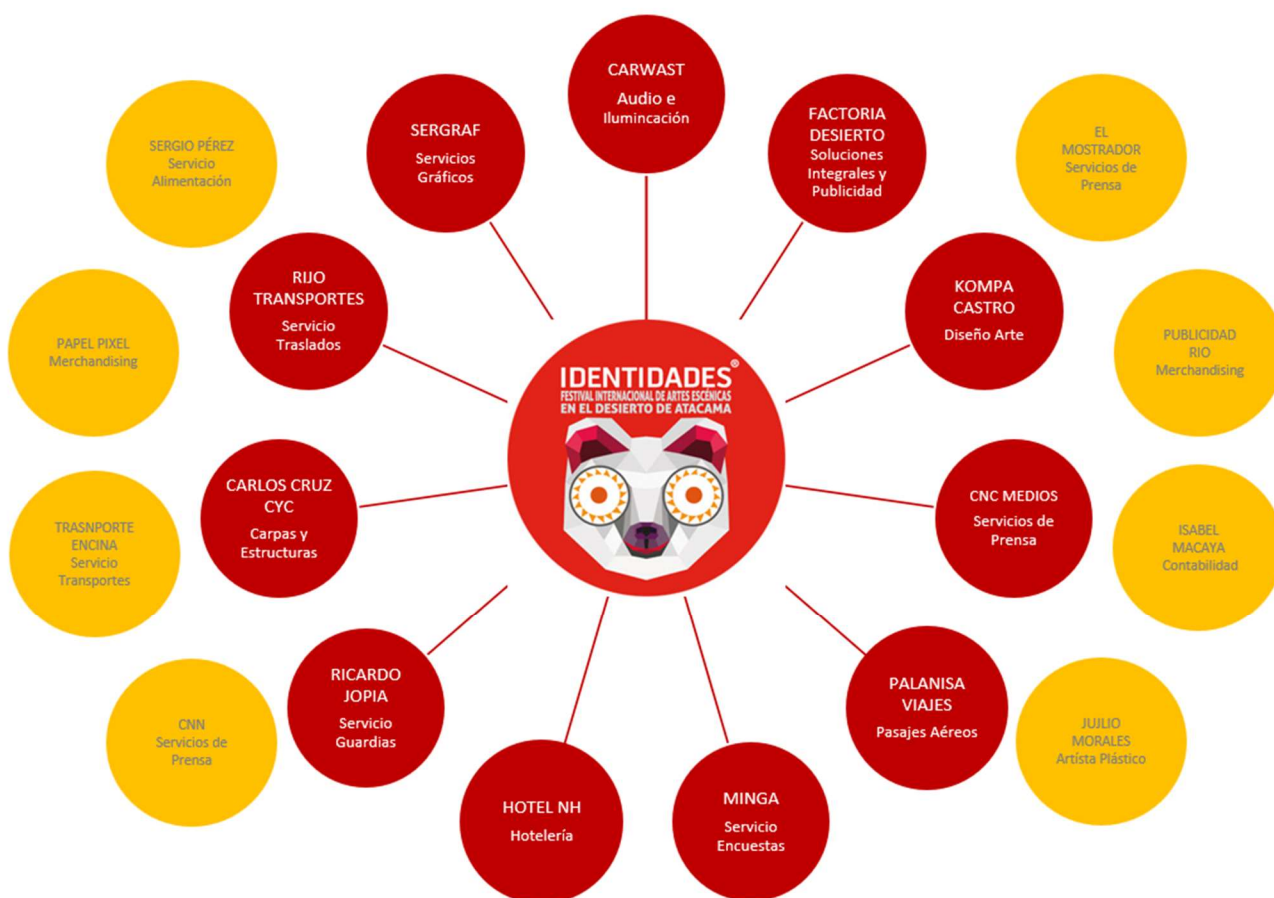 CARWAST
Audio e
Ilumincación
SERGRAF
Servicios
Gráficos
FACTORIA
DESIERTO
Soluciones
Integrales y
Publicidad
SERGIO PÉREZ
Servicio
Alimentación
EL
MOSTRADOR
Servicios de
Prensa
RIJO
TRANSPORTES
Servicio
Traslados
KOMPA
CASTRO
Diseño Arte
PAPEL PIXEL
Merchandising
PUBLICIDAD
RIO
Merchandising
IDENTIDADES®
FESTIVAL INTERNACIONAL DE ARTES ESCÉNICAS
EN EL DESIERTO DE ATACAMA
CARLOS CRUZ
CYC
Carpas y
Estructuras
CNC MEDIOS
Servicios de
Prensa
TRASNPORTE
ENCINA
Servicio
Transportes
ISABEL
MACAYA
Contabilidad
RICARDO
JOPIA
Servicio
Guardias
PALANISA
VIAJES
Pasajes Aéreos
CNN
Servicios de
Prensa
JUJLIO
MORALES
Artísta Plástico
HOTEL NH
Hotelería
MINGA
Servicio
Encuestas